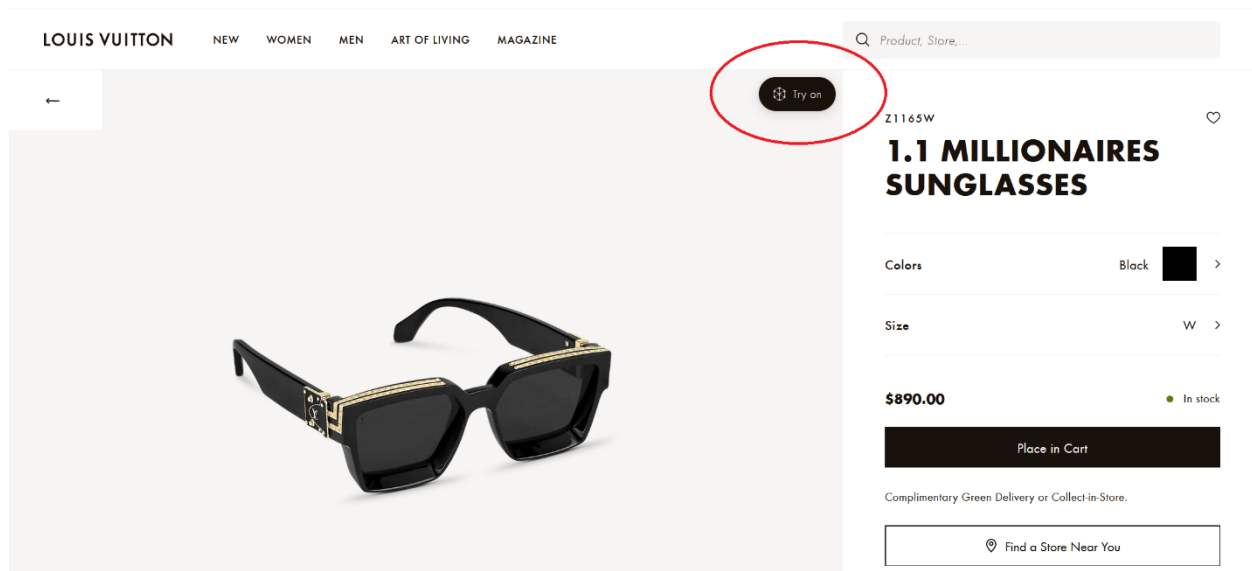 LOUIS VUITTON NEW WOMEN MEN ART OF LIVING MAGAZINE Product, Store,...
Try on
Z1165W
1.1 MILLIONAIRES
SUNGLASSES
Colors Black
Size W
$890.00 In stock
Place in Cart
Complimentary Green Delivery or Collect-in-Store.
Find a Store Near You